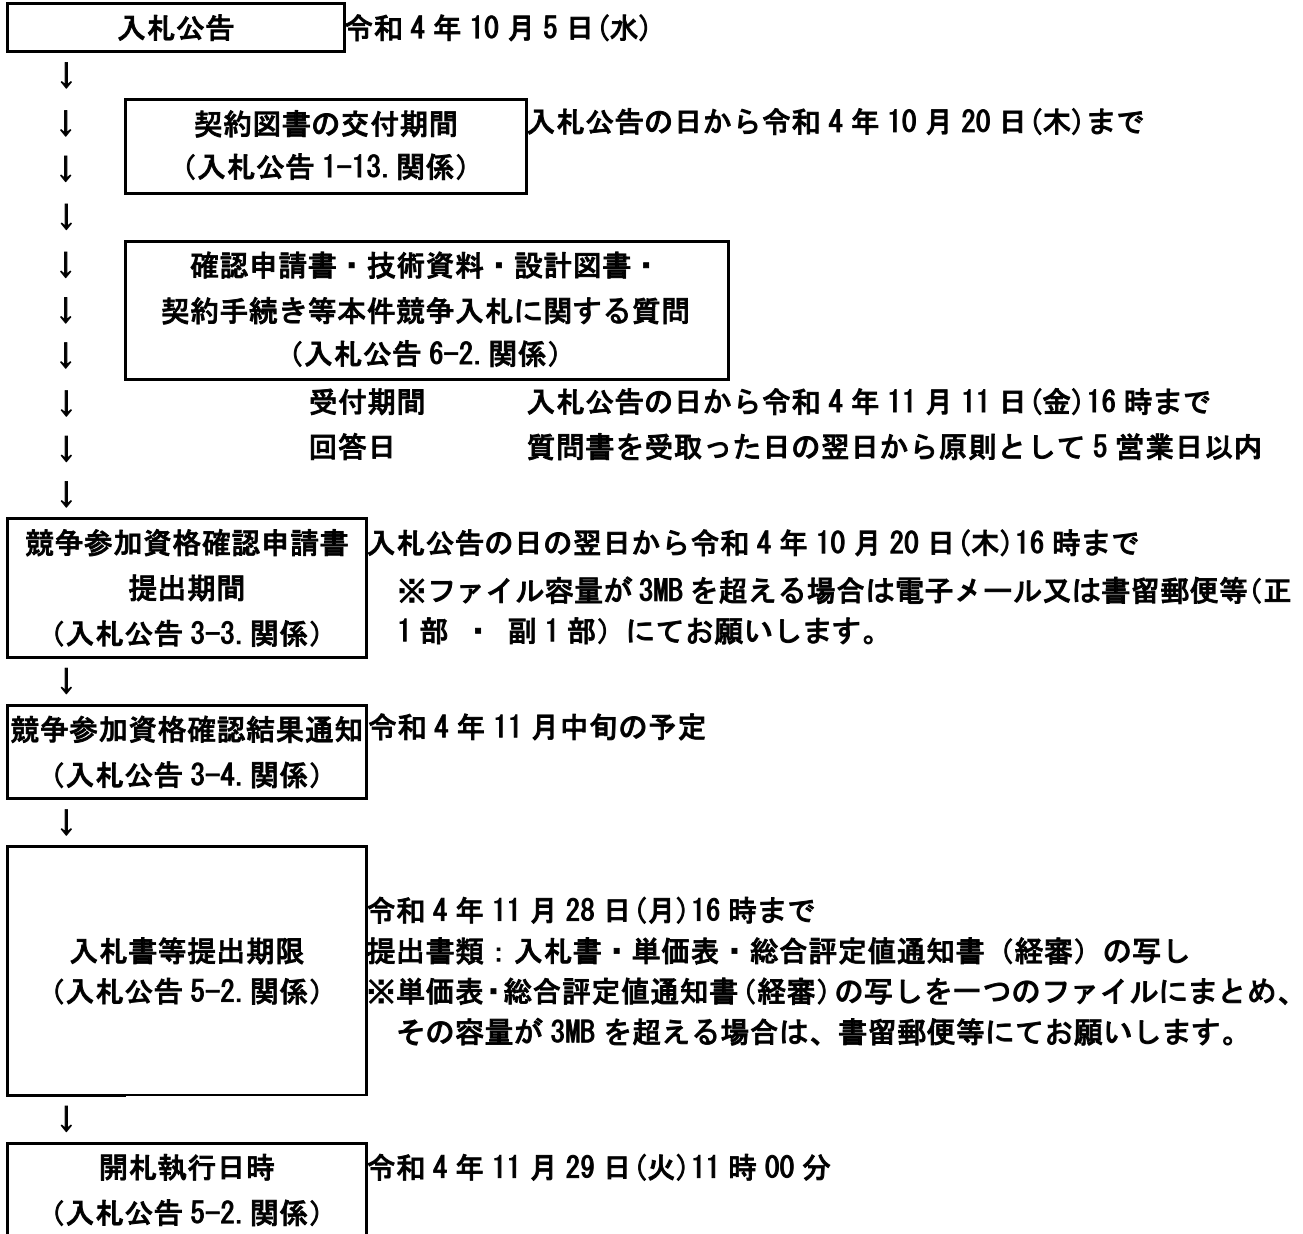 入札公告 令和4年10月5日(水)
↓
↓ 契約図書の交付期間 入札公告の日から令和4年10月20日(木)まで
↓ (入札公告1-13.関係)
↓
↓ 確認申請書・技術資料・設計図書・
↓ 契約手続き等本件競争入札に関する質問
↓ (入札公告6-2.関係)
↓ 受付期間 入札公告の日から令和4年11月11日(金)16時まで
↓ 回答日 質問書を受取った日の翌日から原則として5営業日以内
↓
競争参加資格確認申請書 入札公告の日の翌日から令和4年10月20日(木)16時まで
提出期間 ※ファイル容量が3MBを超える場合は電子メール又は書留郵便等(正
(入札公告3-3.関係) 1部 ・ 副1部)にてお願いします。
↓
競争参加資格確認結果通知 令和4年11月中旬の予定
(入札公告3-4.関係)
↓
令和4年11月28日(月)16時まで
入札書等提出期限 提出書類:入札書・単価表・総合評定値通知書(経審)の写し
(入札公告5-2.関係) ※単価表・総合評定値通知書(経審)の写しを一つのファイルにまとめ、
その容量が3MBを超える場合は、書留郵便等にてお願いします。
↓
開札執行日時 令和4年11月29日(火)11時00分
(入札公告5-2.関係)